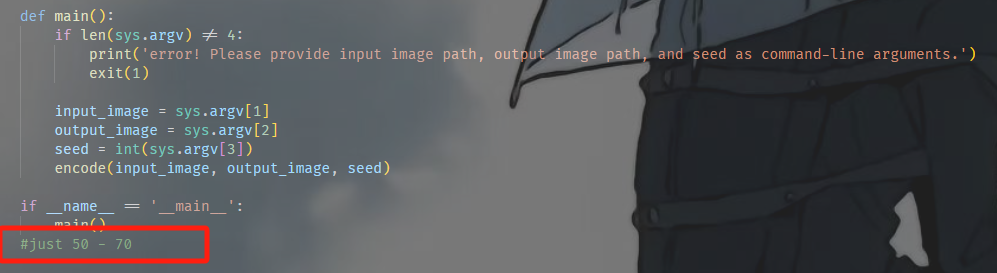 def main():
    if len(sys.argv) ≠ 4:
        print('error! Please provide input image path, output image path, and seed as command-line arguments.')
        exit(1)
    input_image = sys.argv[1]
    output_image = sys.argv[2]
    seed = int(sys.argv[3])
    encode(input_image, output_image, seed)
if __name__ == '__main__':
    main()
#just 50 - 70